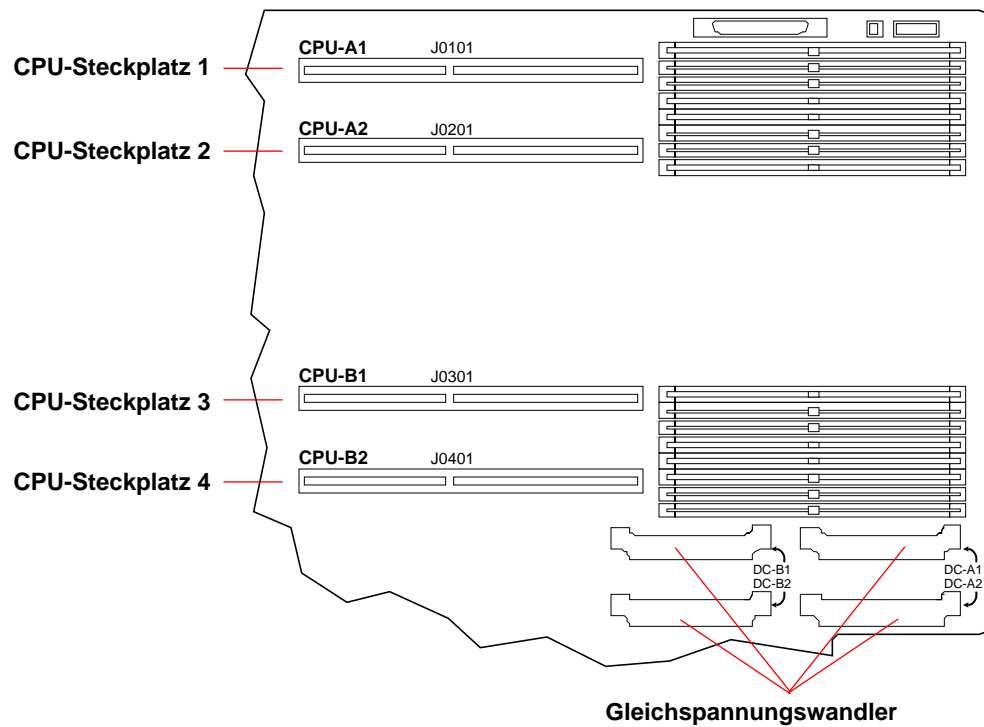 CPU-A1 J0101
CPU-Steckplatz 1
CPU-A2 J0201
CPU-Steckplatz 2
CPU-B1 J0301
CPU-Steckplatz 3
CPU-B2 J0401
CPU-Steckplatz 4
DC-B1
DC-B2
DC-A1
DC-A2
Gleichspannungswandler